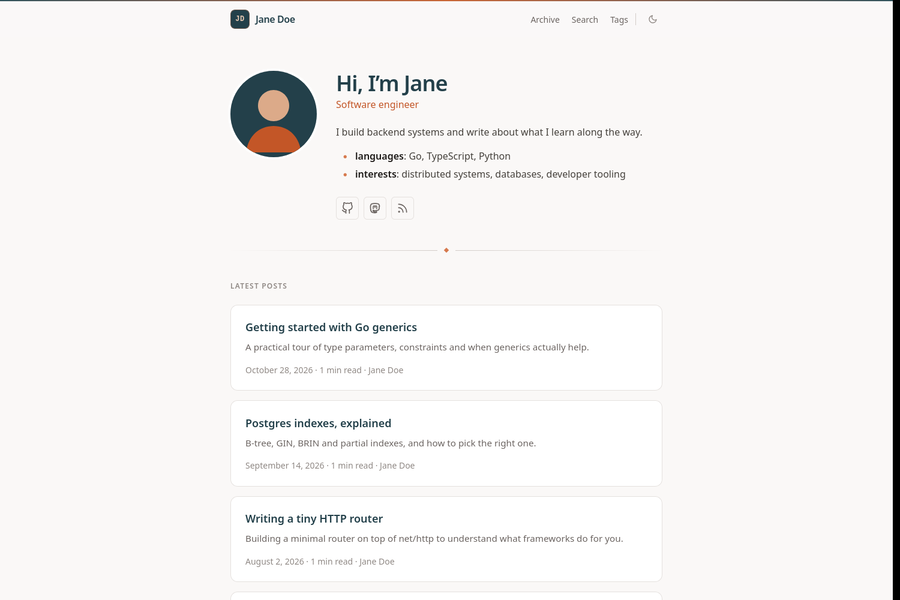 JD Jane Doe
Archive Search Tags
Hi, I’m Jane
Software engineer
I build backend systems and write about what I learn along the way.
• languages: Go, TypeScript, Python
• interests: distributed systems, databases, developer tooling
LATEST POSTS
Getting started with Go generics
A practical tour of type parameters, constraints and when generics actually help.
October 28, 2026 · 1 min read · Jane Doe
Postgres indexes, explained
B-tree, GIN, BRIN and partial indexes, and how to pick the right one.
September 14, 2026 · 1 min read · Jane Doe
Writing a tiny HTTP router
Building a minimal router on top of net/http to understand what frameworks do for you.
August 2, 2026 · 1 min read · Jane Doe